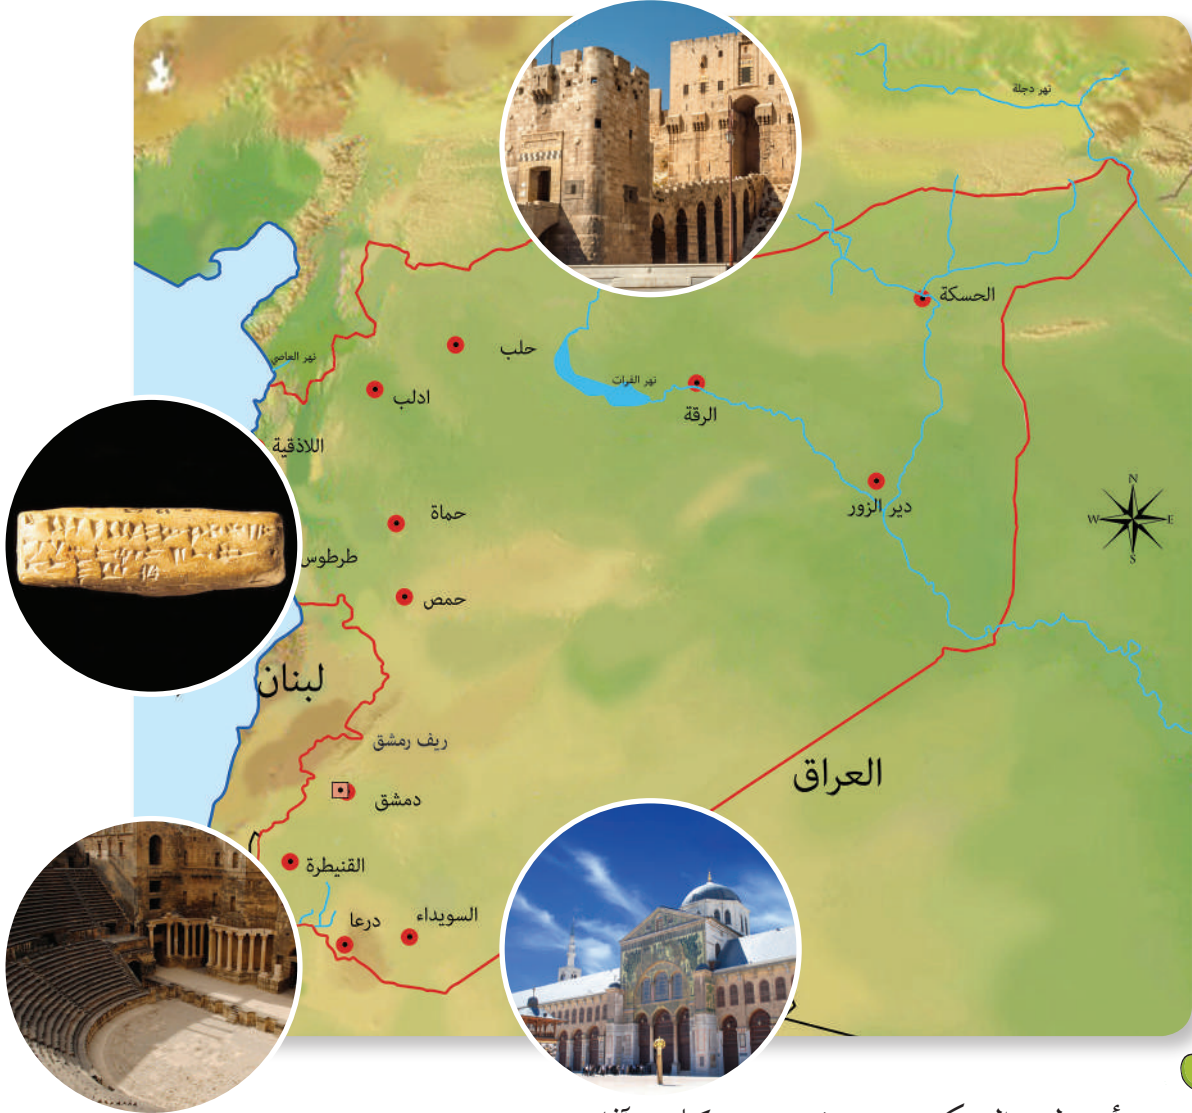 نهر دجلة
الحسكة
حلب
نهر العاصي
نهر الفرات
ادلب
الرقة
اللاذقية
دير الزور
حماة
N
W
E
S
طرطوس
حمص
لبنان
ريف رمشق
العراق
دمشق
القنيطرة
السويداء
درعا